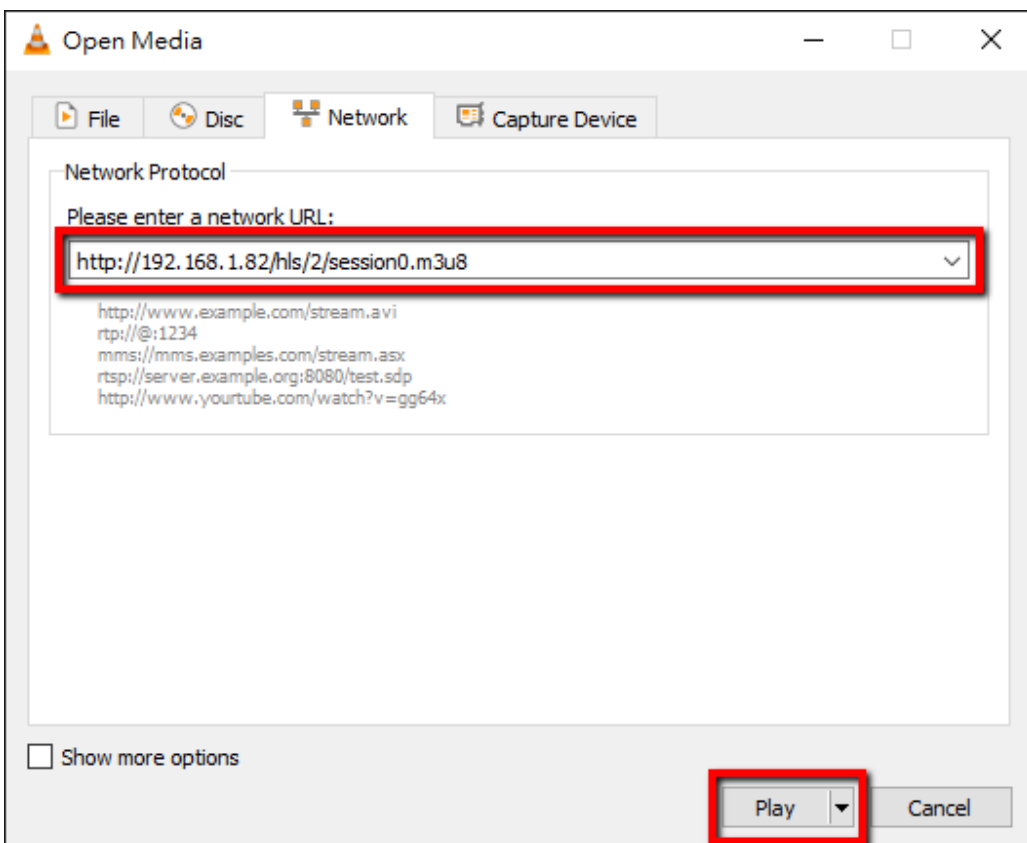 Open Media
File Disc Network Capture Device
Network Protocol
Please enter a network URL:
http://192.168.1.82/hls/2/session0.m3u8
http://www.example.com/stream.avi
rtp://@:1234
mms://mms.examples.com/stream.asx
rtsp://server.example.org:8080/test.sdp
http://www.yourtube.com/watch?v=gg64x
Show more options
Play Cancel